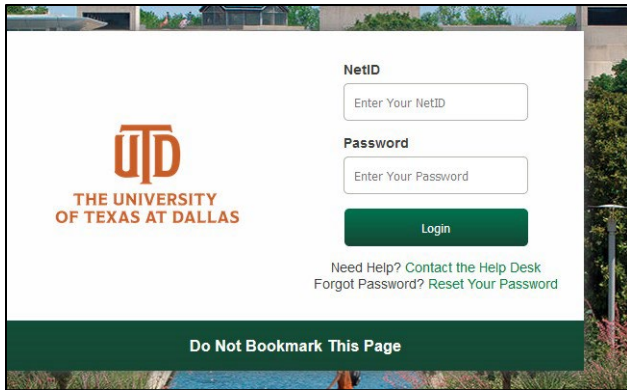 NetID
Enter Your NetID
Password
Enter Your Password
Login
Need Help? Contact the Help Desk
Forgot Password? Reset Your Password
UTD
THE UNIVERSITY
OF TEXAS AT DALLAS
Do Not Bookmark This Page